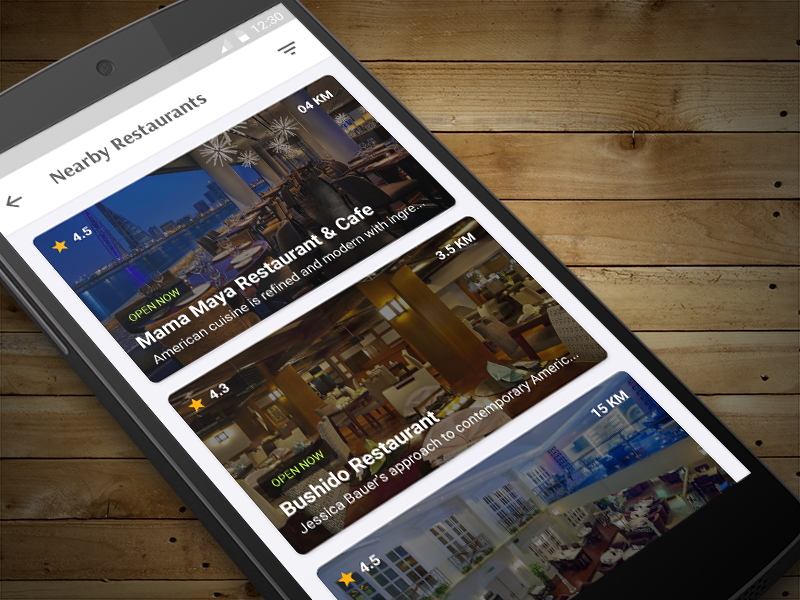 12:30
Nearby Restaurants
04 KM
4.5
OPEN NOW
Mama Maya Restaurant & Cafe
American cuisine is refined and modern with ingre...
3.5 KM
4.3
OPEN NOW
Bushido Restaurant
Jessica Bauer's approach to contemporary Americ...
15 KM
4.5